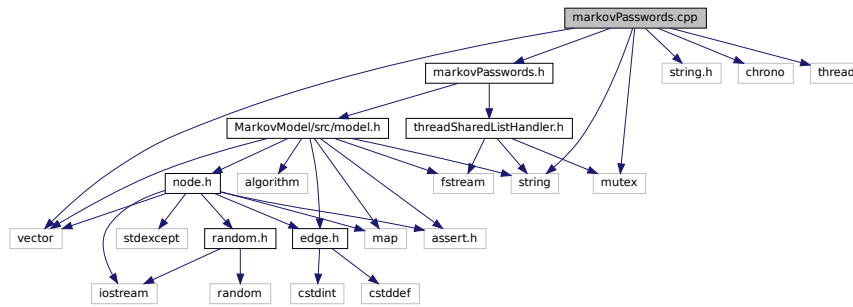 markovPasswords.cpp
markovPasswords.h
string.h
chrono
thread
MarkovModel/src/model.h
threadSharedListHandler.h
node.h
algorithm
fstream
string
mutex
vector
stdexcept
random.h
edge.h
map
assert.h
iostream
random
cstdint
cstddef